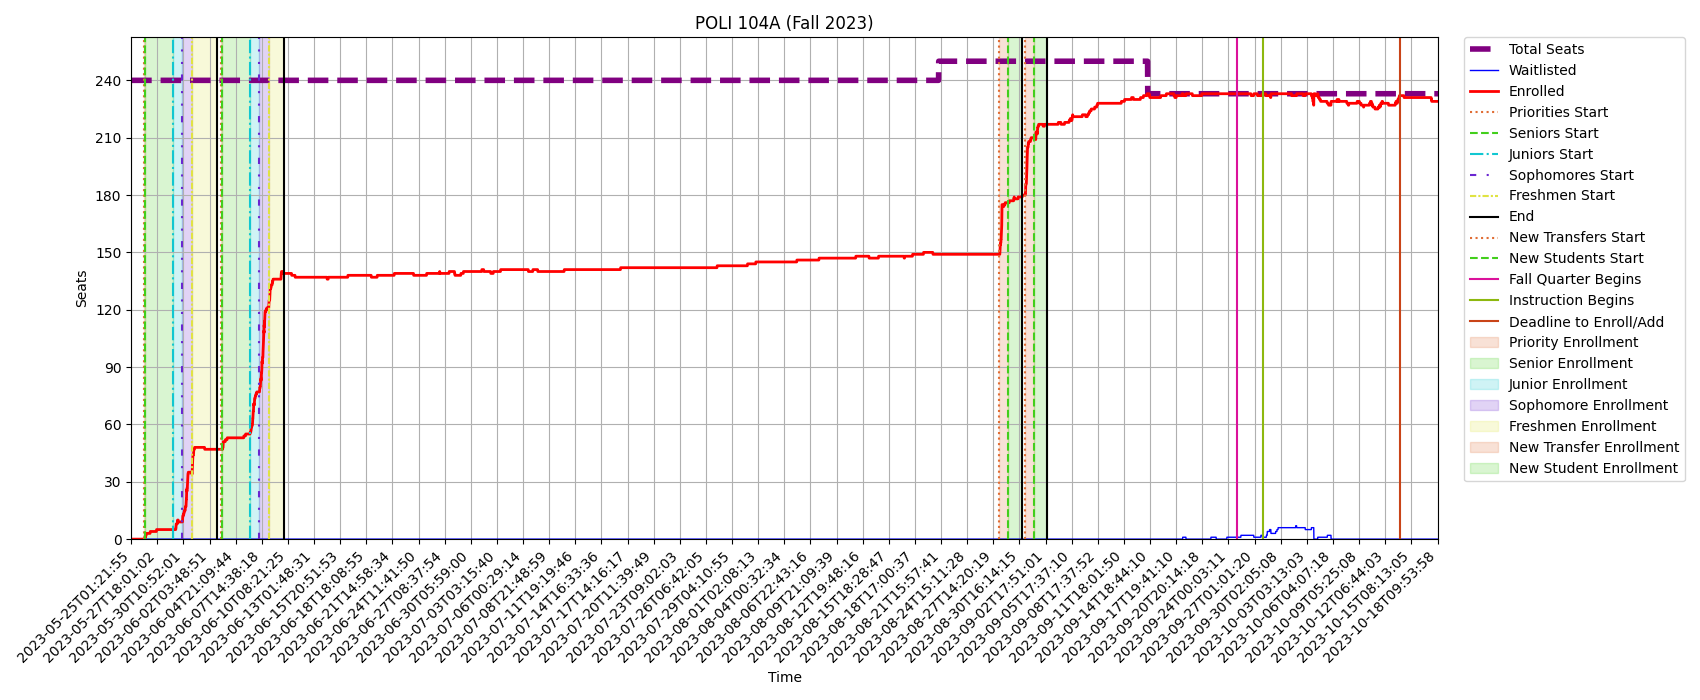 POLI 104A (Fall 2023)
Seats
240
210
180
150
120
90
60
30
0
2023-05-25T01:21:55
2023-05-27T18:01:02
2023-05-30T10:52:01
2023-06-02T03:48:51
2023-06-04T21:09:44
2023-06-07T14:38:18
2023-06-10T08:21:25
2023-06-13T01:48:31
2023-06-15T20:51:53
2023-06-18T18:08:55
2023-06-21T14:58:34
2023-06-24T11:41:50
2023-06-27T08:37:54
2023-06-30T05:59:00
2023-07-03T03:15:40
2023-07-06T00:29:14
2023-07-08T21:48:59
2023-07-11T19:19:46
2023-07-14T16:33:36
2023-07-17T14:16:17
2023-07-20T11:39:49
2023-07-23T09:02:03
2023-07-26T06:42:05
2023-07-29T04:10:55
2023-08-01T02:08:13
2023-08-04T00:32:34
2023-08-06T22:43:16
2023-08-09T21:09:39
2023-08-12T19:48:16
2023-08-15T18:28:47
2023-08-18T17:00:37
2023-08-21T15:57:41
2023-08-24T15:11:28
2023-08-27T14:20:19
2023-08-30T16:14:15
2023-09-02T17:51:01
2023-09-05T17:37:10
2023-09-08T17:37:52
2023-09-11T18:01:50
2023-09-14T18:44:10
2023-09-17T19:41:10
2023-09-20T20:14:18
2023-09-24T00:03:11
2023-09-27T01:01:20
2023-09-30T02:05:08
2023-10-03T03:13:03
2023-10-06T04:07:18
2023-10-09T05:25:08
2023-10-12T06:44:03
2023-10-15T08:13:05
2023-10-18T09:53:58
Time
Total Seats
Waitlisted
Enrolled
Priorities Start
Seniors Start
Juniors Start
Sophomores Start
Freshmen Start
End
New Transfers Start
New Students Start
Fall Quarter Begins
Instruction Begins
Deadline to Enroll/Add
Priority Enrollment
Senior Enrollment
Junior Enrollment
Sophomore Enrollment
Freshmen Enrollment
New Transfer Enrollment
New Student Enrollment